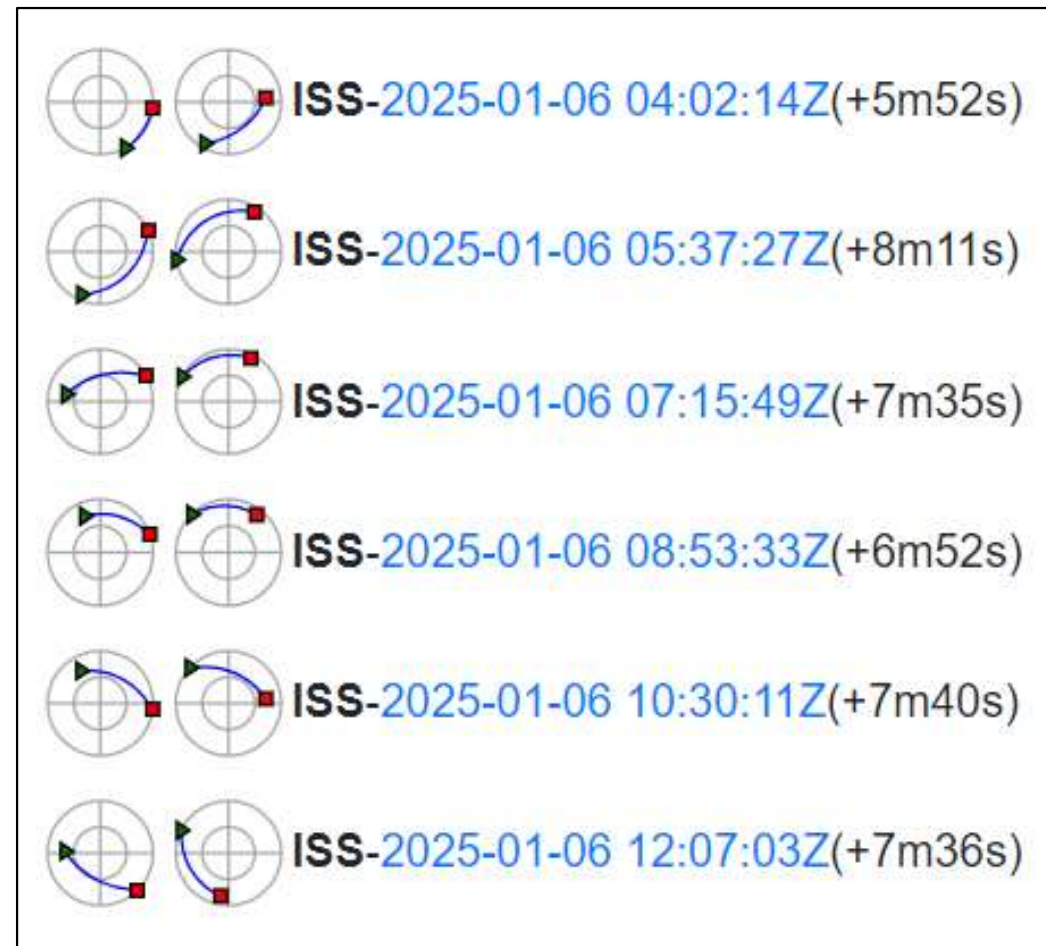 ISS-2025-01-06 04:02:14Z(+5m52s)
ISS-2025-01-06 05:37:27Z(+8m11s)
ISS-2025-01-06 07:15:49Z(+7m35s)
ISS-2025-01-06 08:53:33Z(+6m52s)
ISS-2025-01-06 10:30:11Z(+7m40s)
ISS-2025-01-06 12:07:03Z(+7m36s)